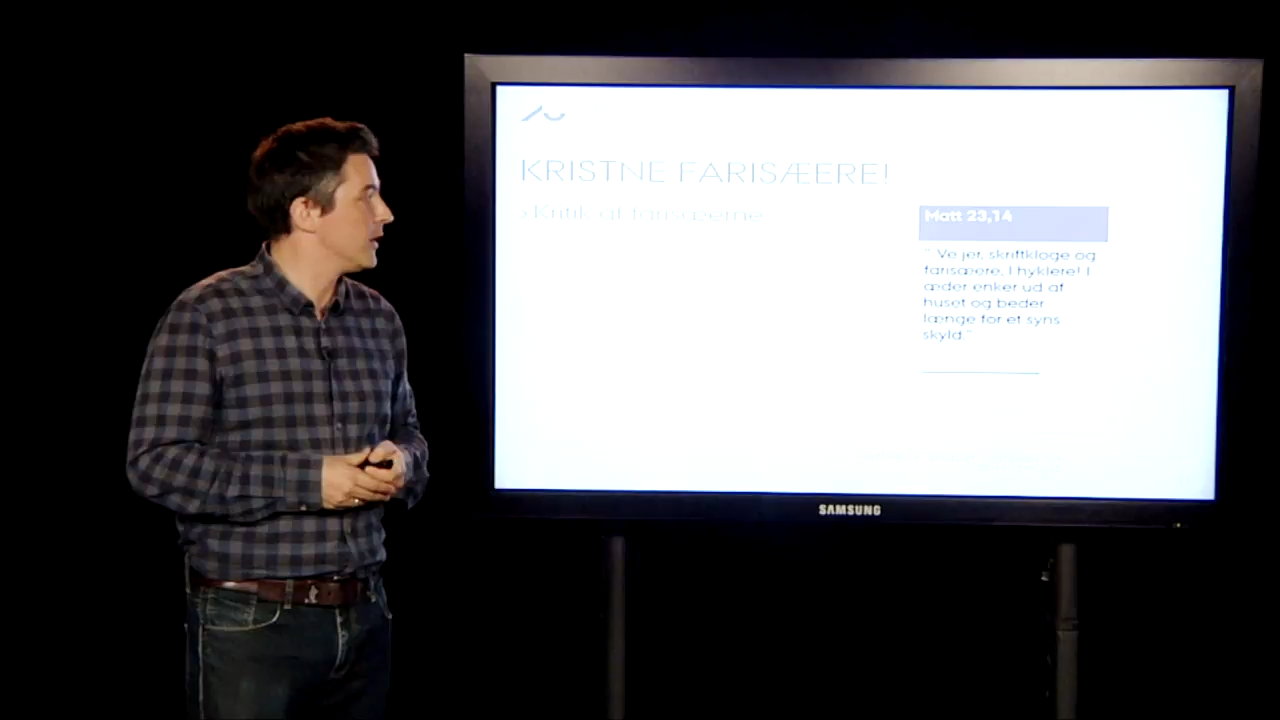 KRISTNE FARISÆERE!
›Kritik af farisæerne
Matt 23,14
" Ve jer, skriftkloge og
farisæere, I hyklere! I
æder enker ud af
huset og beder
længe for et syns
skyld."
SAMSUNG